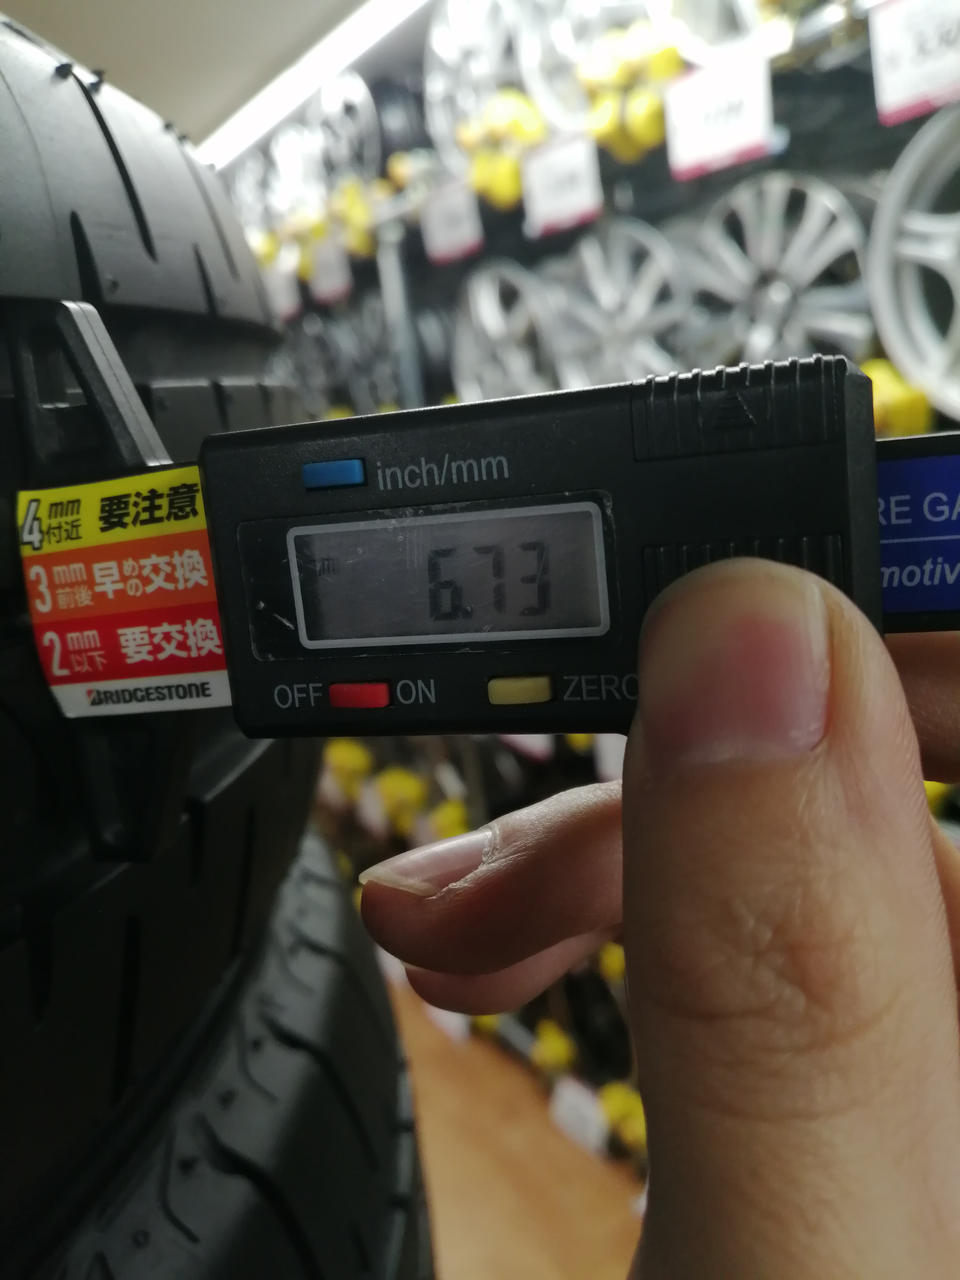 inch/mm
mm
6.73
OFF ON ZERO
4mm付近 要注意
3mm前後 早めの交換
2mm以下 要交換
BRIDGESTONE
RE GA
motiv